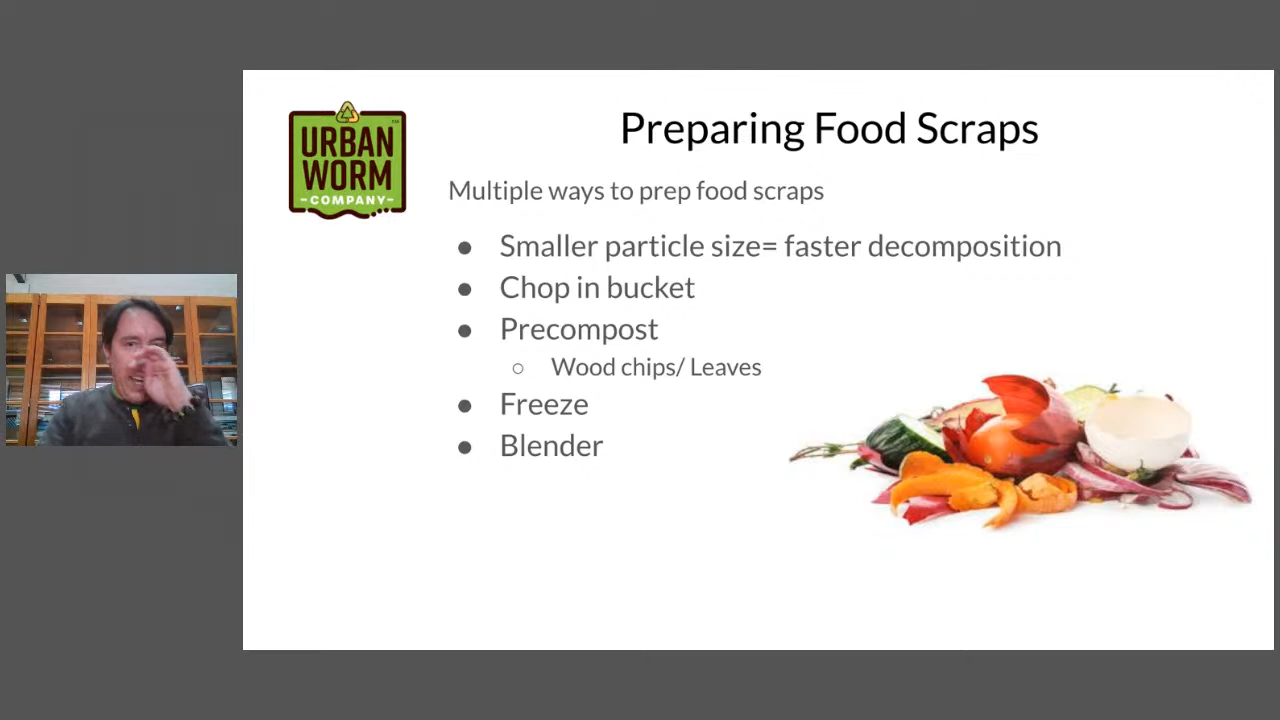 URBAN
WORM
COMPANY
TM
Preparing Food Scraps
Multiple ways to prep food scraps
● Smaller particle size= faster decomposition
● Chop in bucket
● Precompost
○ Wood chips/ Leaves
● Freeze
● Blender